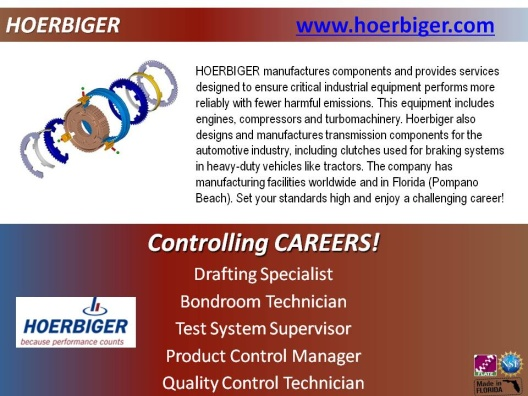 HOERBIGER www.hoerbiger.com
HOERBIGER manufactures components and provides services
designed to ensure critical industrial equipment performs more
reliably with fewer harmful emissions. This equipment includes
engines, compressors and turbomachinery. Hoerbiger also
designs and manufactures transmission components for the
automotive industry, including clutches used for braking systems
in heavy-duty vehicles like tractors. The company has
manufacturing facilities worldwide and in Florida (Pompano
Beach). Set your standards high and enjoy a challenging career!
Controlling CAREERS!
Drafting Specialist
Bondroom Technician
Test System Supervisor
Product Control Manager
Quality Control Technician
HOERBIGER
because performance counts
FLATE
NSF
Made in
FLORIDA